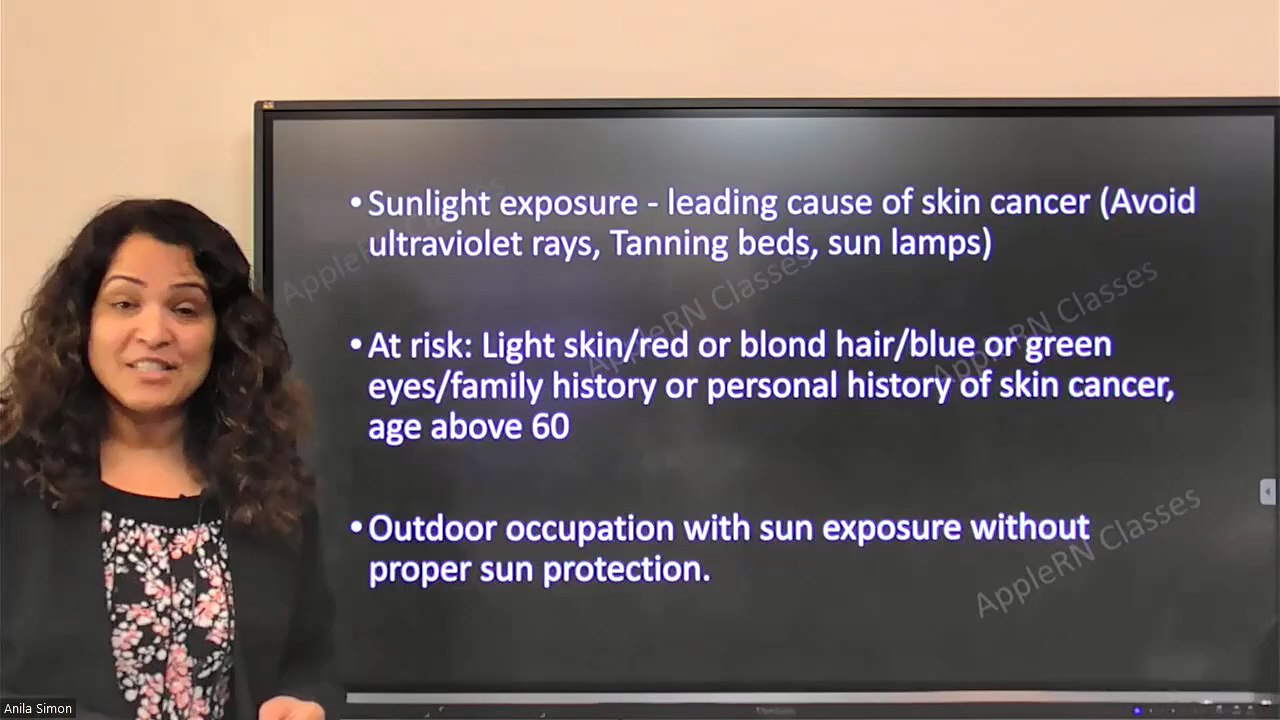 • Sunlight exposure - leading cause of skin cancer (Avoid
ultraviolet rays, Tanning beds, sun lamps)
• At risk: Light skin/red or blond hair/blue or green
eyes/family history or personal history of skin cancer,
age above 60
• Outdoor occupation with sun exposure without
proper sun protection.
AppleRN Classes
AppleRN Classes
AppleRN Classes
AppleRN Classes
Anila Simon